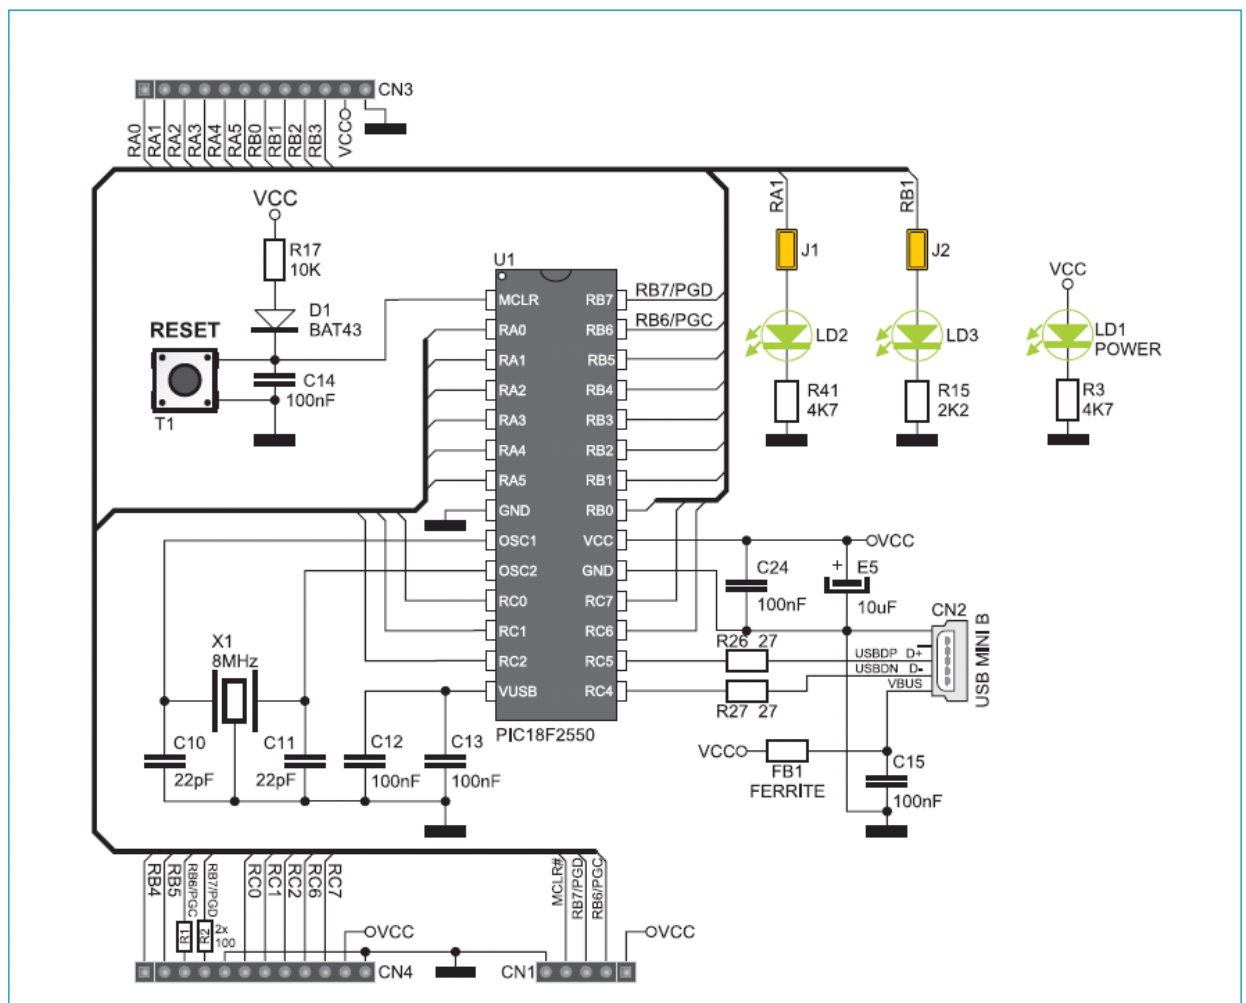 CN3
RA0
RA1
RA2
RA3
RA4
RA5
RB0
RB1
RB2
RB3
VCC
RA1
RB1
VCC
R17
10K
D1
BAT43
RESET
T1
C14
100nF
U1
MCLR
RA0
RA1
RA2
RA3
RA4
RA5
GND
OSC1
OSC2
RC0
RC1
RC2
VUSB
RB7
RB6
RB5
RB4
RB3
RB2
RB1
RB0
VCC
GND
RC7
RC6
RC5
RC4
PIC18F2550
RB7/PGD
RB6/PGC
J1
LD2
R41
4K7
J2
LD3
R15
2K2
VCC
LD1
POWER
R3
4K7
VCC
C24
100nF
+
E5
10uF
CN2
USB MINI B
R26 27
USBDP D+
USBDN D-
VBUS
R27 27
VCC
FB1
FERRITE
C15
100nF
X1
8MHz
C10
22pF
C11
22pF
C12
100nF
C13
100nF
RB4
RB5
RB6/PGC
RB7/PGD
RC0
RC1
RC2
RC6
RC7
R1
R2
2x
100
VCC
CN4
MCLR#
RB7/PGD
RB6/PGC
VCC
CN1